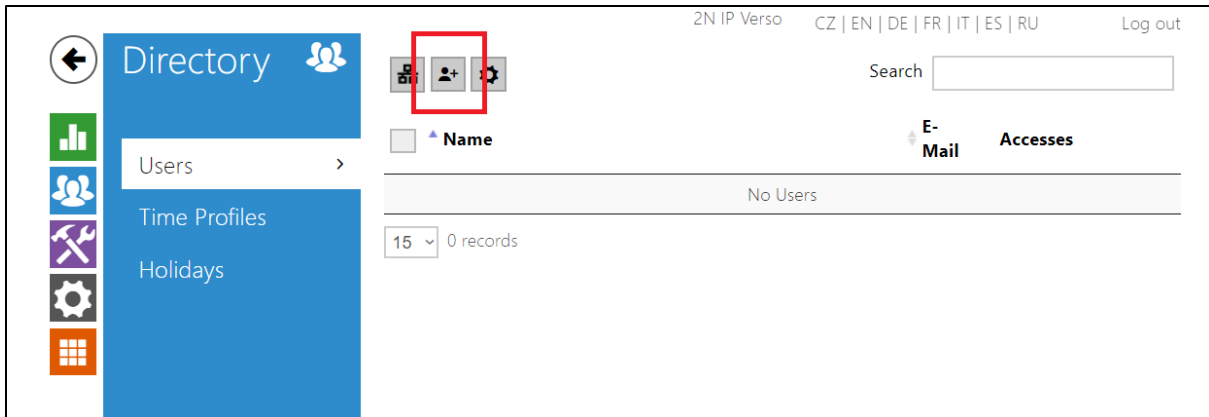 2N IP Verso CZ | EN | DE | FR | IT | ES | RU Log out
Directory
Search
Name E-Mail Accesses
Users
No Users
Time Profiles
15 0 records
Holidays